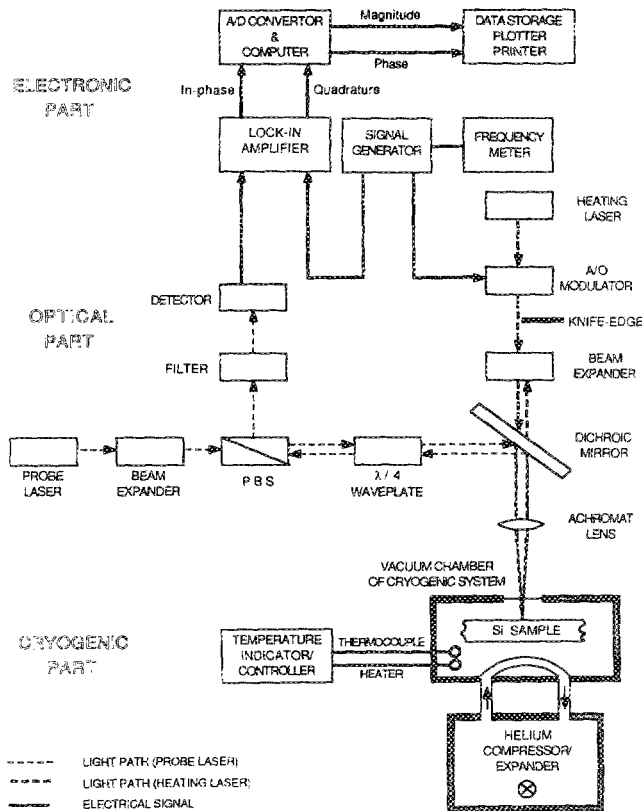 A/D CONVERTOR
&
COMPUTER
Magnitude
Phase
DATA STORAGE
PLOTTER
PRINTER
ELECTRONIC
PART
In-phase
Quadrature
LOCK-IN
AMPLIFIER
SIGNAL
GENERATOR
FREQUENCY
METER
HEATING
LASER
A/O
MODULATOR
DETECTOR
OPTICAL
PART
KNIFE-EDGE
FILTER
BEAM
EXPANDER
DICHROIC
MIRROR
PROBE
LASER
BEAM
EXPANDER
P B S
λ / 4
WAVEPLATE
ACHROMAT
LENS
VACUUM CHAMBER
OF CRYOGENIC SYSTEM
Si SAMPLE
CRYOGENIC
PART
TEMPERATURE
INDICATOR/
CONTROLLER
THERMOCOUPLE
HEATER
HELIUM
COMPRESSOR/
EXPANDER
LIGHT PATH (PROBE LASER)
LIGHT PATH (HEATING LASER)
ELECTRICAL SIGNAL